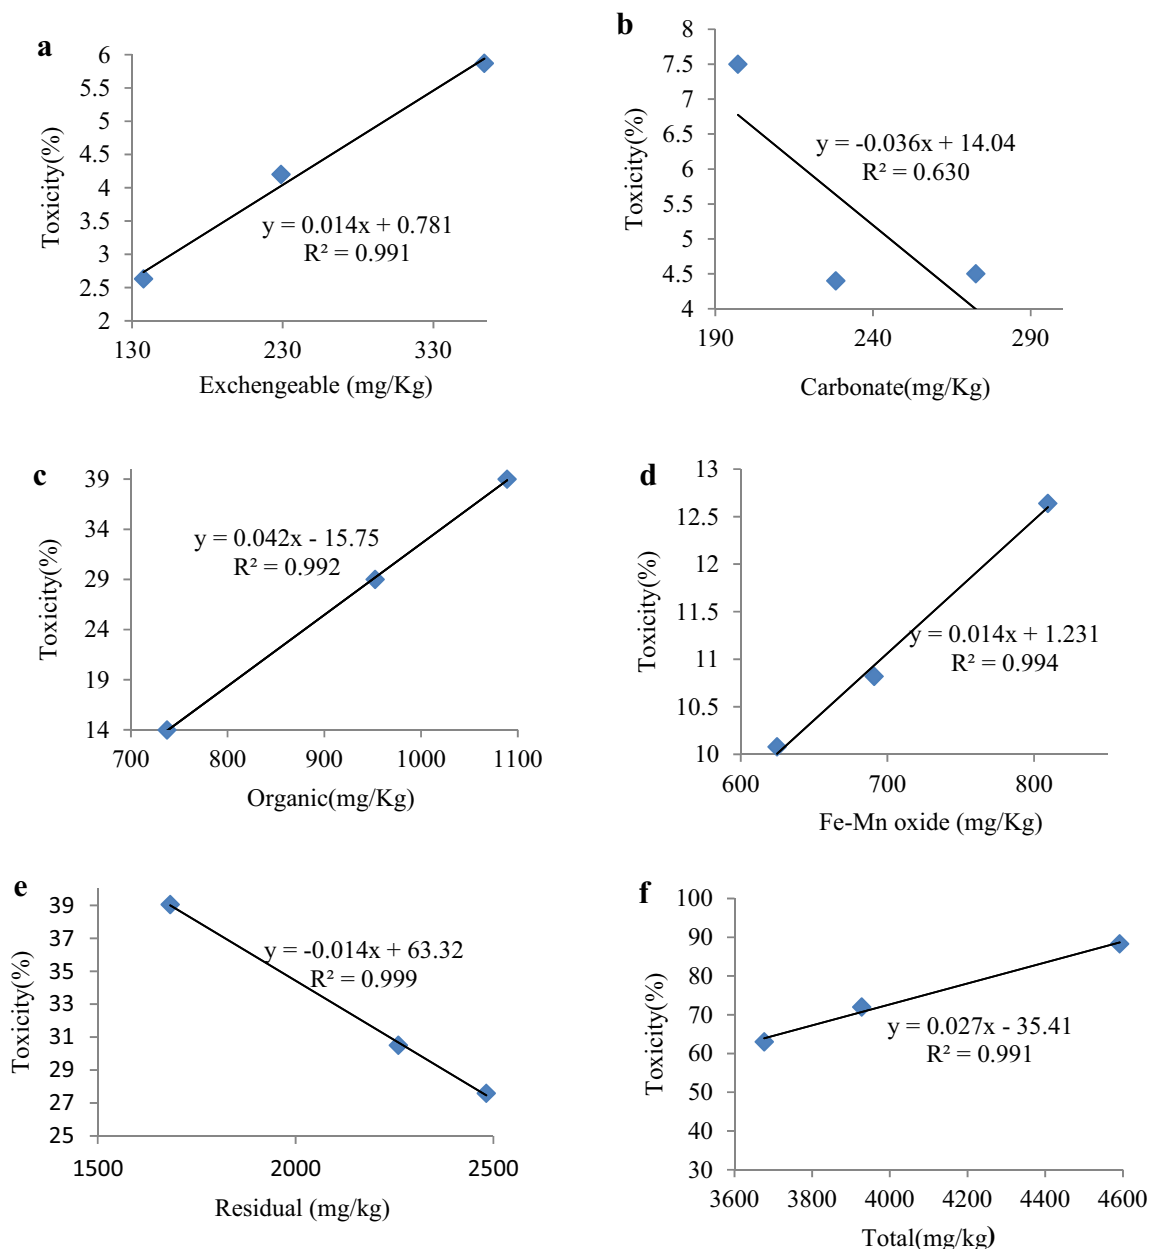 a
Toxicity(%)
6
5.5
5
4.5
4
3.5
3
2.5
2
y = 0.014x + 0.781
R² = 0.991
130 230 330
Exchengeable (mg/Kg)
b
Toxicity(%)
8
7.5
7
6.5
6
5.5
5
4.5
4
y = -0.036x + 14.04
R² = 0.630
190 240 290
Carbonate(mg/Kg)
c
Toxicity(%)
39
34
29
24
19
14
y = 0.042x - 15.75
R² = 0.992
700 800 900 1000 1100
Organic(mg/Kg)
d
Toxicity(%)
13
12.5
12
11.5
11
10.5
10
y = 0.014x + 1.231
R² = 0.994
600 700 800
Fe-Mn oxide (mg/Kg)
e
Toxicity(%)
39
37
35
33
31
29
27
25
y = -0.014x + 63.32
R² = 0.999
1500 2000 2500
Residual (mg/kg)
f
Toxicity(%)
100
90
80
70
60
50
40
30
y = 0.027x - 35.41
R² = 0.991
3600 3800 4000 4200 4400 4600
Total(mg/kg)